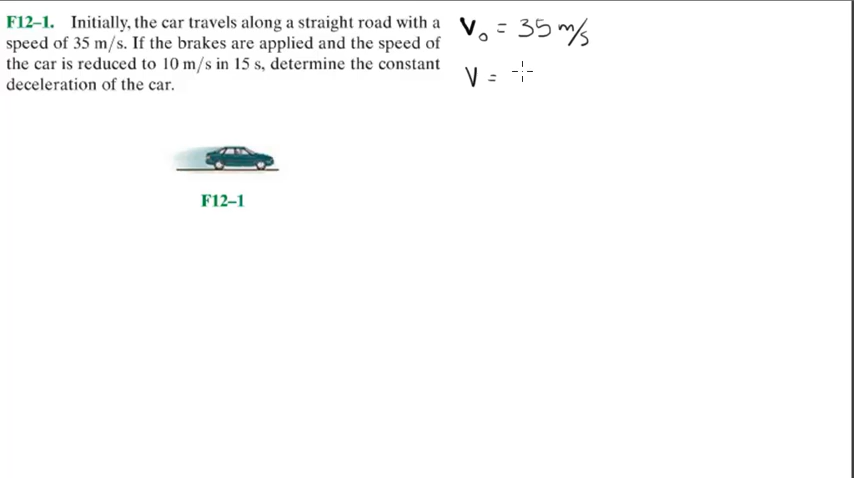 F12–1. Initially, the car travels along a straight road with a
speed of 35 m/s. If the brakes are applied and the speed of
the car is reduced to 10 m/s in 15 s, determine the constant
deceleration of the car.
F12–1
V₀ = 35 m/s
V =